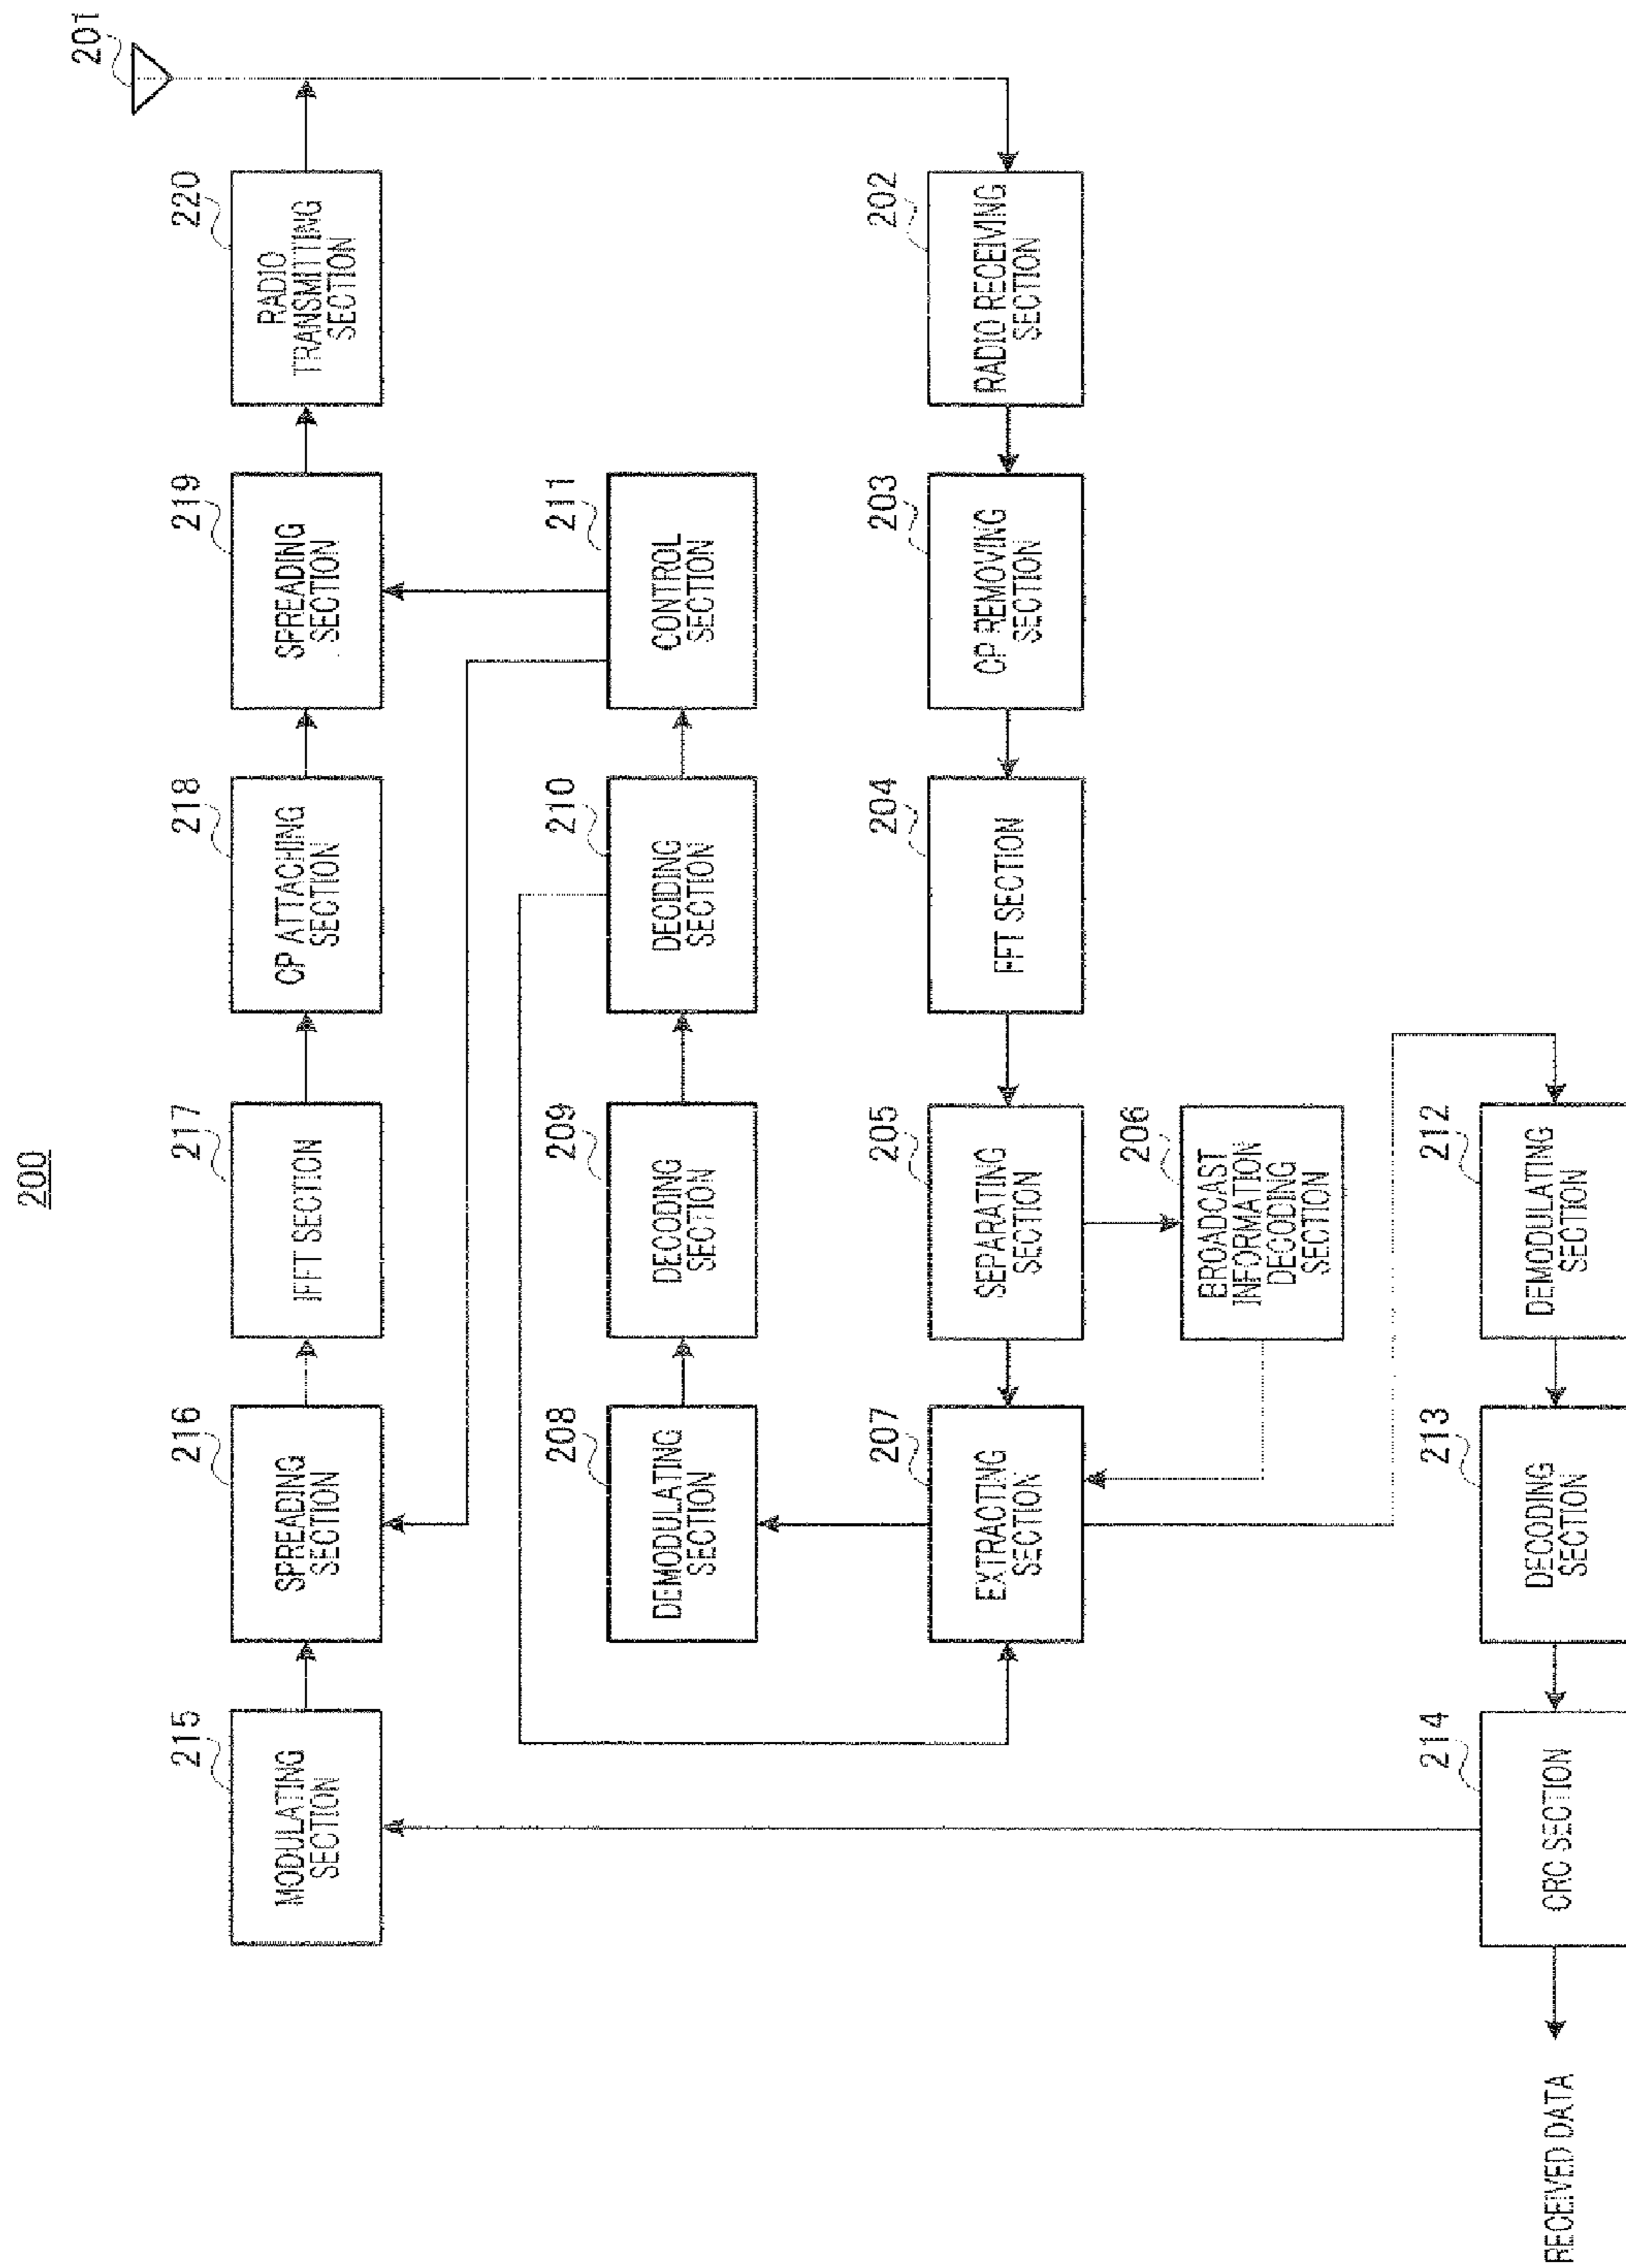 200
201
220
RADIO
TRANSMITTING
SECTION
219
SPREADING
SECTION
218
CP ATTACHING
SECTION
217
IFFT SECTION
216
SPREADING
SECTION
215
MODULATING
SECTION
211
CONTROL
SECTION
210
DECIDING
SECTION
209
DECODING
SECTION
208
DEMODULATING
SECTION
202
RADIO RECEIVING
SECTION
203
CP REMOVING
SECTION
204
FFT SECTION
205
SEPARATING
SECTION
207
EXTRACTING
SECTION
206
BROADCAST
INFORMATION
DECODING
SECTION
212
DEMODULATING
SECTION
213
DECODING
SECTION
214
CRC SECTION
RECEIVED DATA